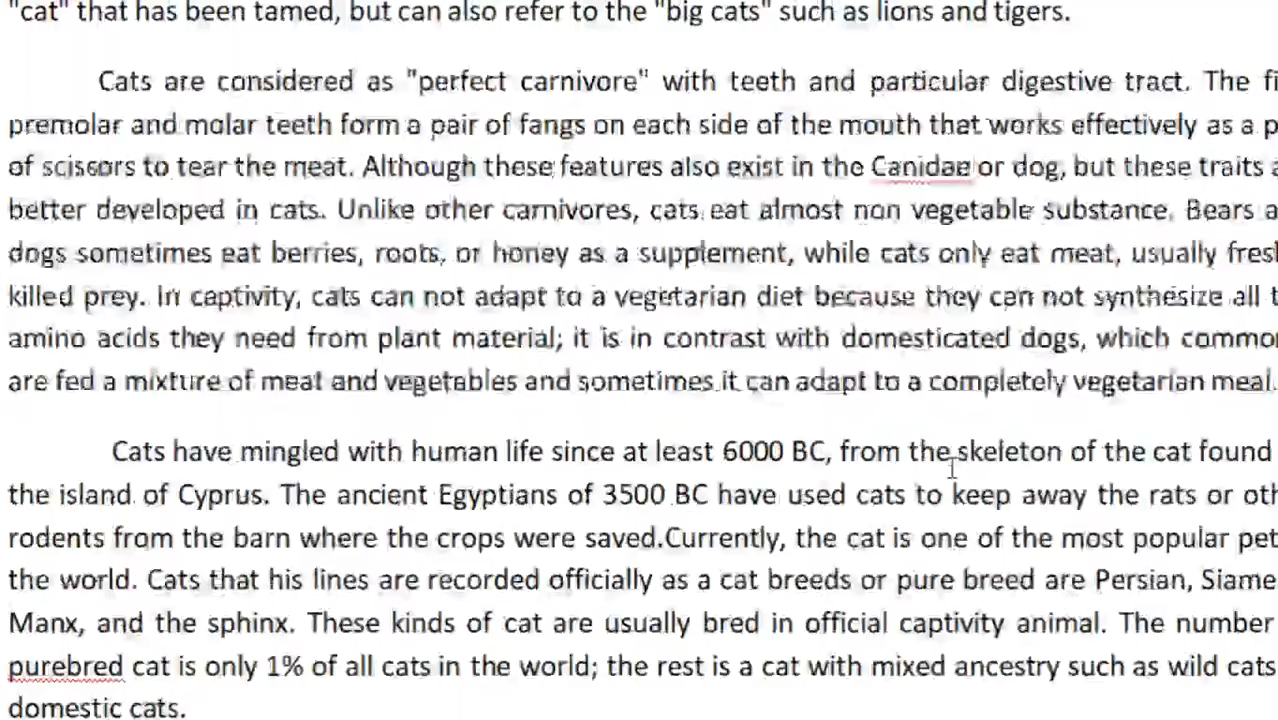 "cat" that has been tamed, but can also refer to the "big cats" such as lions and tigers.
Cats are considered as "perfect carnivore" with teeth and particular digestive tract. The fi
premolar and molar teeth form a pair of fangs on each side of the mouth that works effectively as a p
of scissors to tear the meat. Although these features also exist in the Canidae or dog, but these traits a
better developed in cats. Unlike other carnivores, cats eat almost non vegetable substance. Bears a
dogs sometimes eat berries, roots, or honey as a supplement, while cats only eat meat, usually fresh
killed prey. In captivity, cats can not adapt to a vegetarian diet because they can not synthesize all t
amino acids they need from plant material; it is in contrast with domesticated dogs, which commo
are fed a mixture of meat and vegetables and sometimes it can adapt to a completely vegetarian meal.
Cats have mingled with human life since at least 6000 BC, from the skeleton of the cat found
the island of Cyprus. The ancient Egyptians of 3500 BC have used cats to keep away the rats or oth
rodents from the barn where the crops were saved.Currently, the cat is one of the most popular pet
the world. Cats that his lines are recorded officially as a cat breeds or pure breed are Persian, Siame
Manx, and the sphinx. These kinds of cat are usually bred in official captivity animal. The number
purebred cat is only 1% of all cats in the world; the rest is a cat with mixed ancestry such as wild cats
domestic cats.